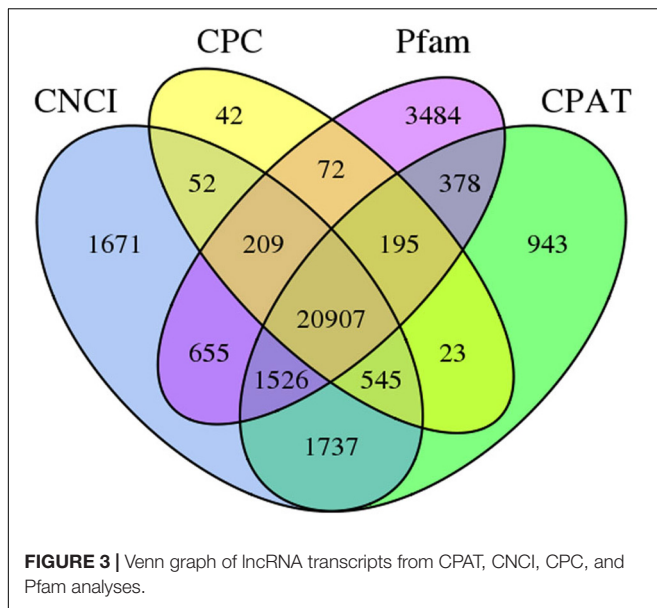 CPC Pfam
CNCI CPAT
42 3484
52 72 378
1671 209 195 943
20907
655 23
1526 545
1737
FIGURE 3 | Venn graph of lncRNA transcripts from CPAT, CNCI, CPC, and
Pfam analyses.